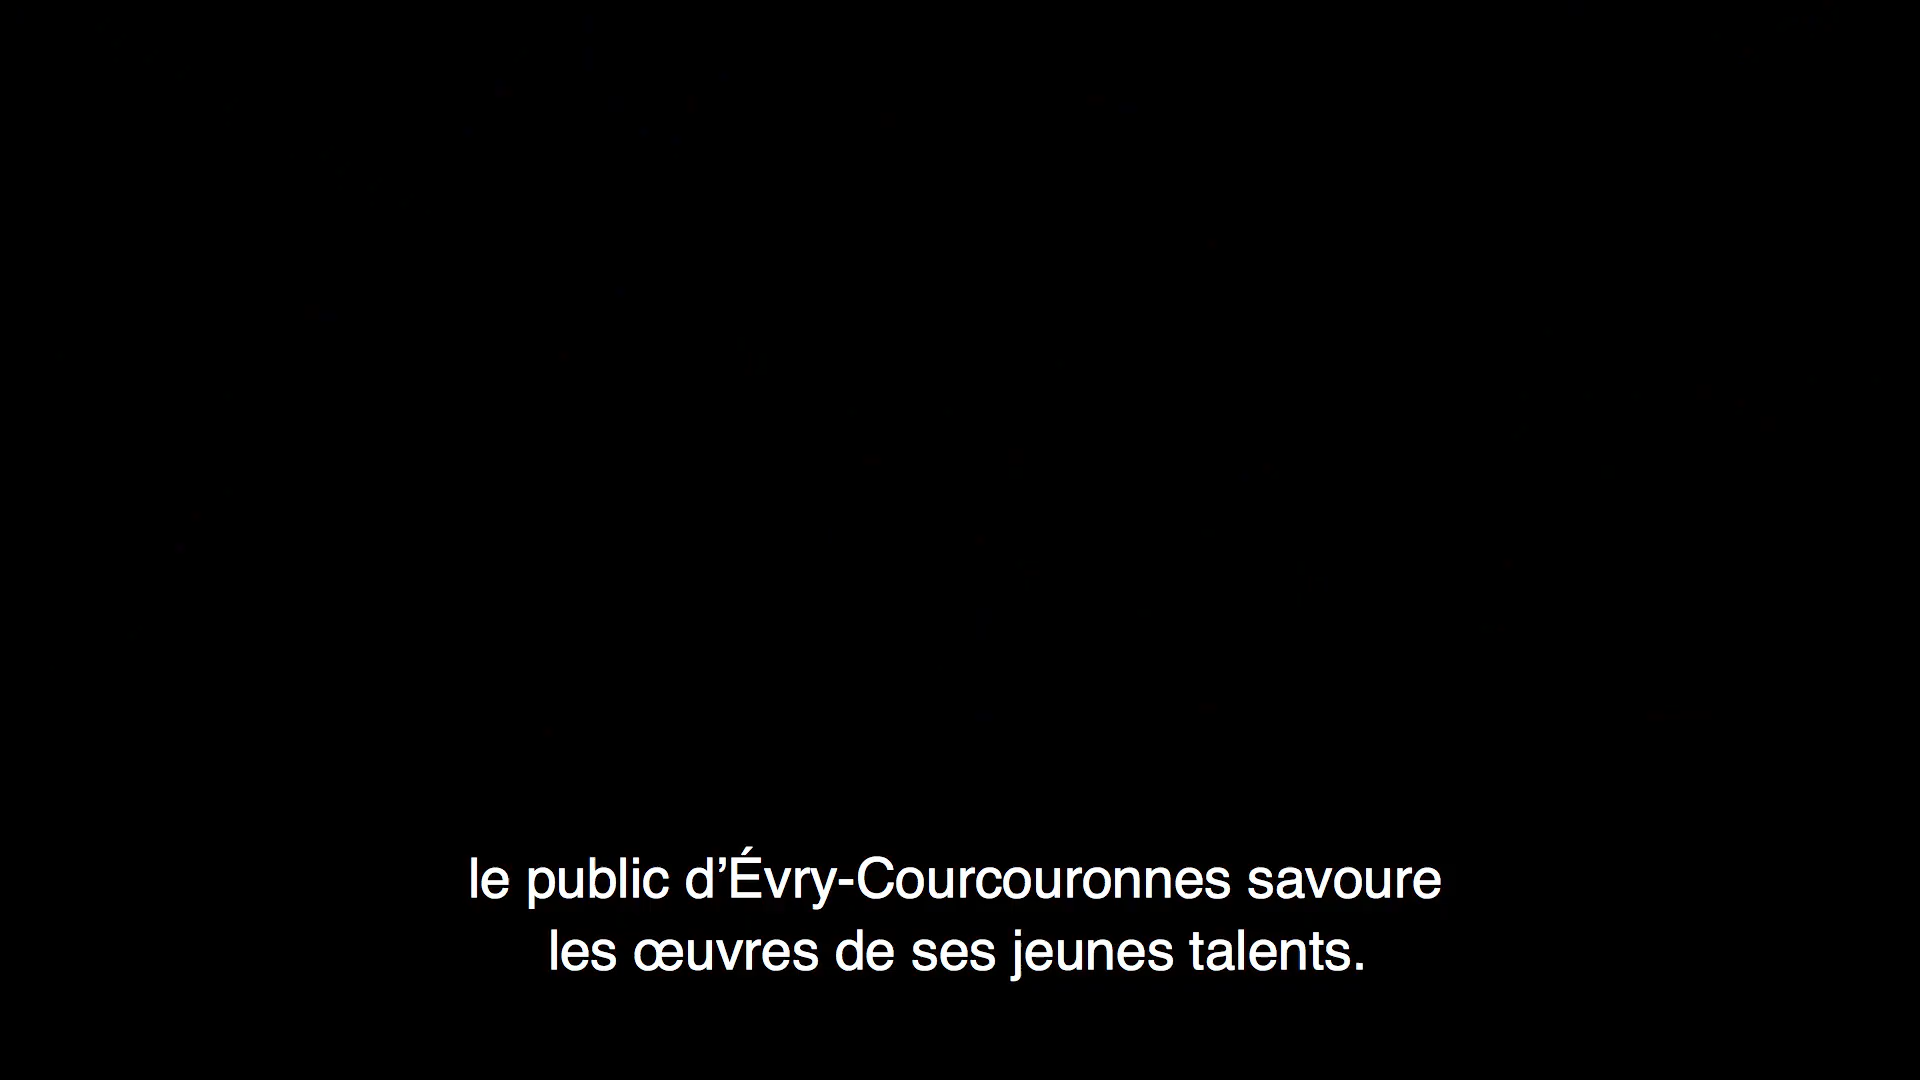 le public d’Évry-Courcouronnes savoure
les œuvres de ses jeunes talents.